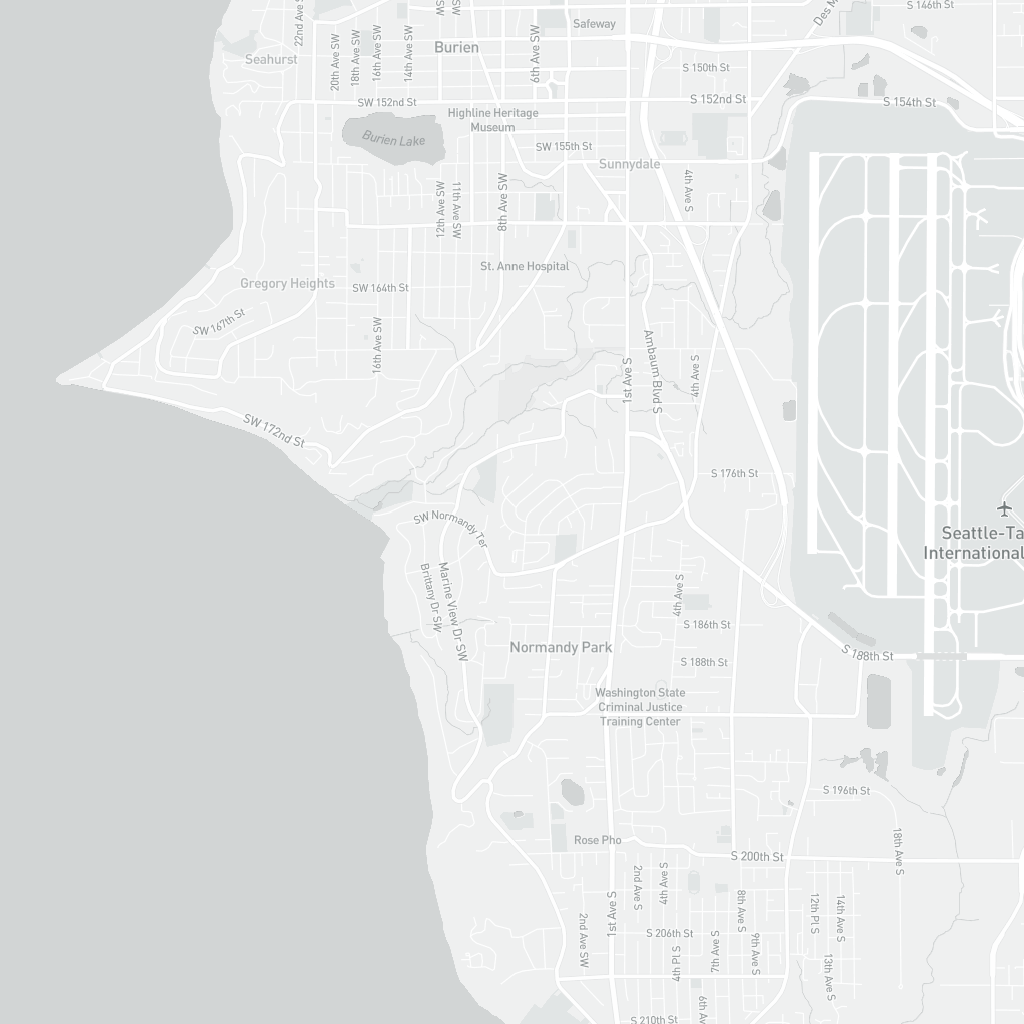 S 146th St
Safeway
Des M
22nd Ave S
SW
SW
Burien
Seahurst
20th Ave SW
18th Ave SW
16th Ave SW
14th Ave SW
6th Ave SW
S 150th St
SW 152nd St
S 152nd St
S 154th St
Highline Heritage
Museum
Burien Lake
SW 155th St
Sunnydale
12th Ave SW
11th Ave SW
8th Ave SW
4th Ave S
St. Anne Hospital
Gregory Heights
SW 164th St
SW 167th St
16th Ave SW
Ambaum Blvd S
1st Ave S
4th Ave S
SW 172nd St
S 176th St
SW Normandy Ter
Seattle-Ta
International
Marine View Dr SW
Brittany Dr SW
4th Ave S
S 186th St
Normandy Park
S 188th St
S 188th St
Washington State
Criminal Justice
Training Center
S 196th St
Rose Pho
S 200th St
18th Ave S
2nd Ave S
4th Ave S
1st Ave S
2nd Ave SW
8th Ave S
12th Pl S
14th Ave S
S 206th St
4th Pl S
7th Ave S
9th Ave S
13th Ave S
6th Ave
S 210th St